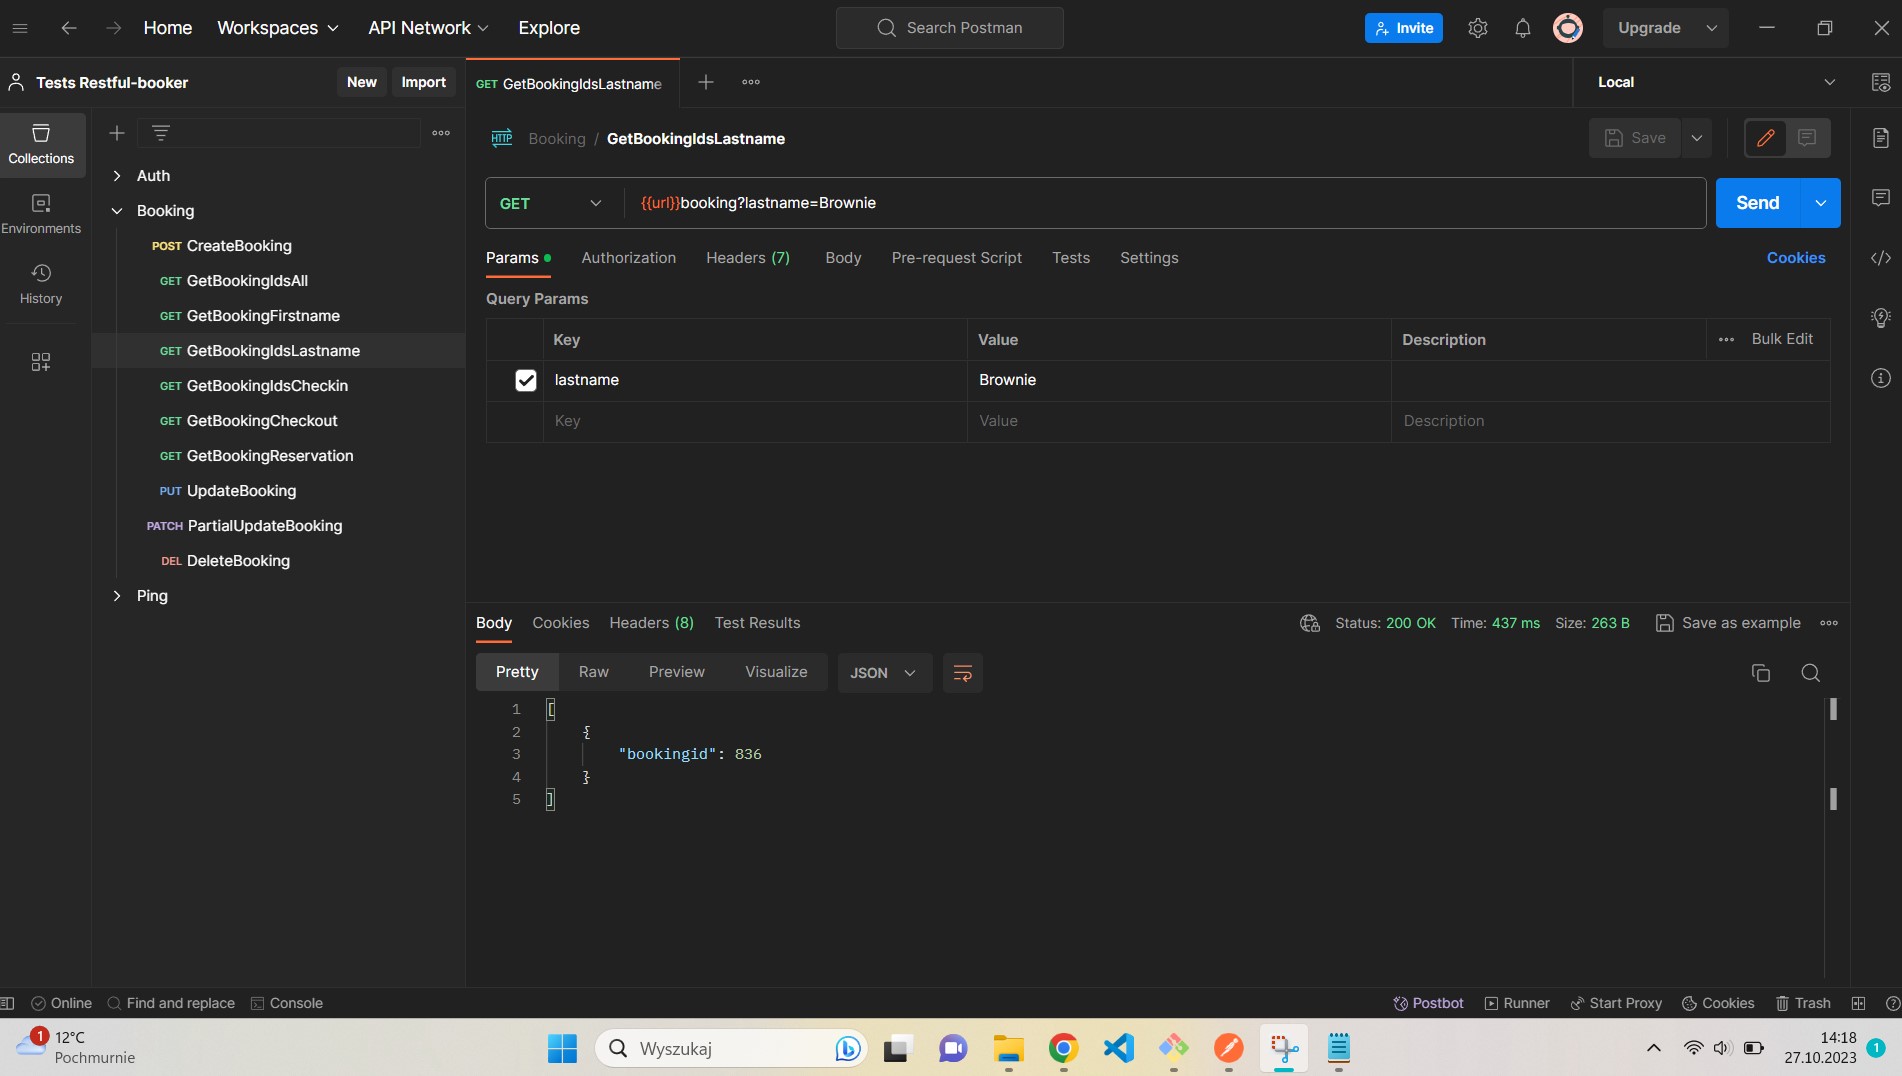 Home Workspaces API Network Explore Search Postman Invite Upgrade
Tests Restful-booker New Import GET GetBookingIdsLastname Local
Collections
Environments
History
Auth
Booking
POST CreateBooking
GET GetBookingIdsAll
GET GetBookingFirstname
GET GetBookingIdsLastname
GET GetBookingIdsCheckin
GET GetBookingCheckout
GET GetBookingReservation
PUT UpdateBooking
PATCH PartialUpdateBooking
DEL DeleteBooking
Ping
HTTP Booking / GetBookingIdsLastname Save
GET {{url}}booking?lastname=Brownie Send
Params Authorization Headers (7) Body Pre-request Script Tests Settings Cookies
Query Params
Key Value Description Bulk Edit
lastname Brownie
Key Value Description
Body Cookies Headers (8) Test Results Status: 200 OK Time: 437 ms Size: 263 B Save as example
Pretty Raw Preview Visualize JSON
1 [
2 {
3 "bookingid": 836
4 }
5 ]
Online Find and replace Console Postbot Runner Start Proxy Cookies Trash
1 12°C
Pochmurnie
Wyszukaj
14:18
27.10.2023 1